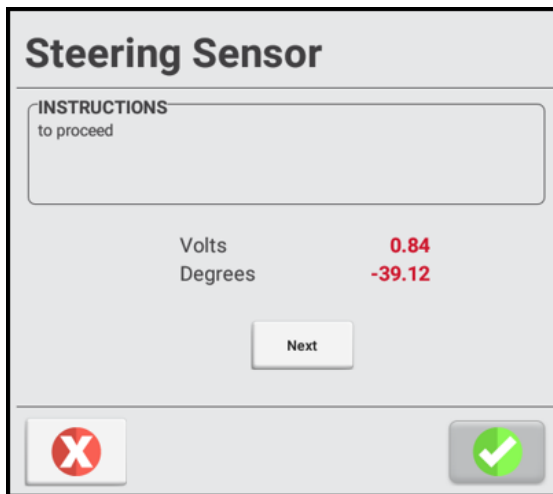 Steering Sensor
INSTRUCTIONS
to proceed
Volts 0.84
Degrees -39.12
Next